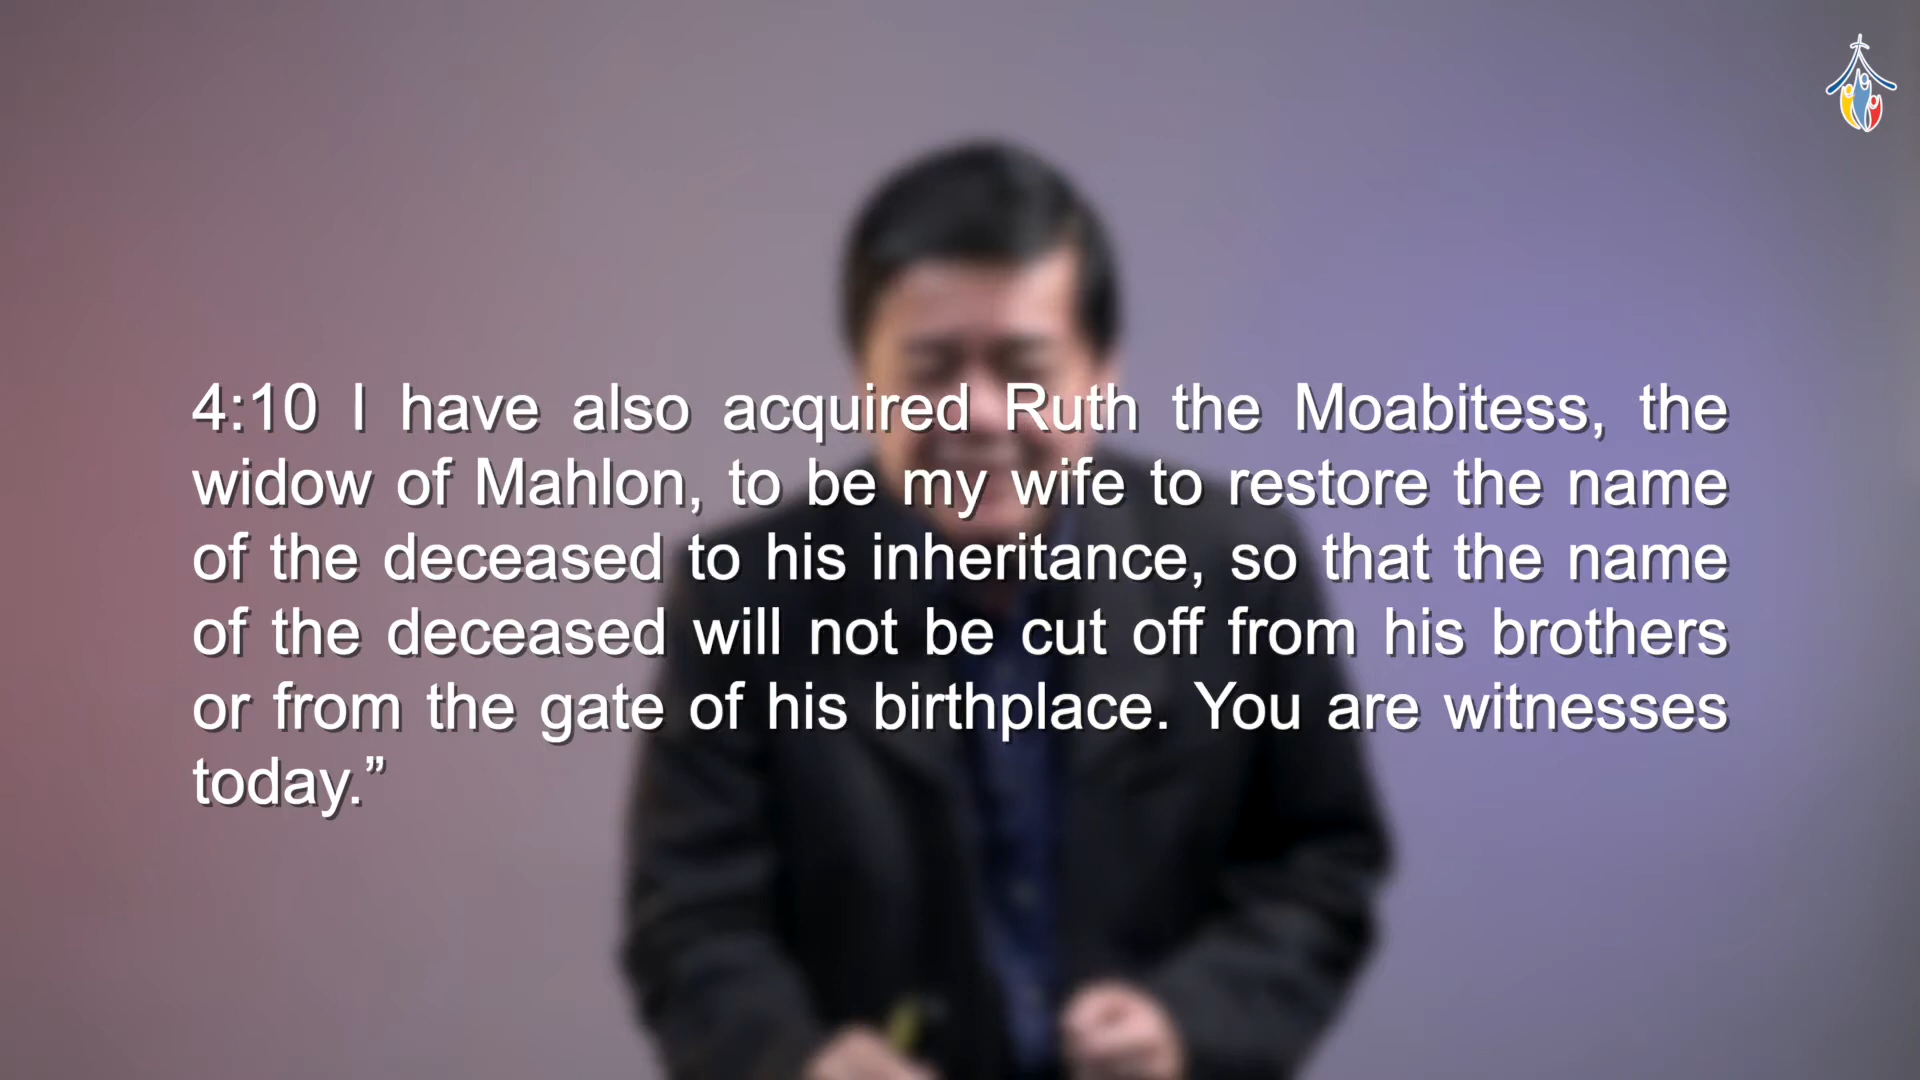 4:10 I have also acquired Ruth the Moabitess, the
widow of Mahlon, to be my wife to restore the name
of the deceased to his inheritance, so that the name
of the deceased will not be cut off from his brothers
or from the gate of his birthplace. You are witnesses
today.”